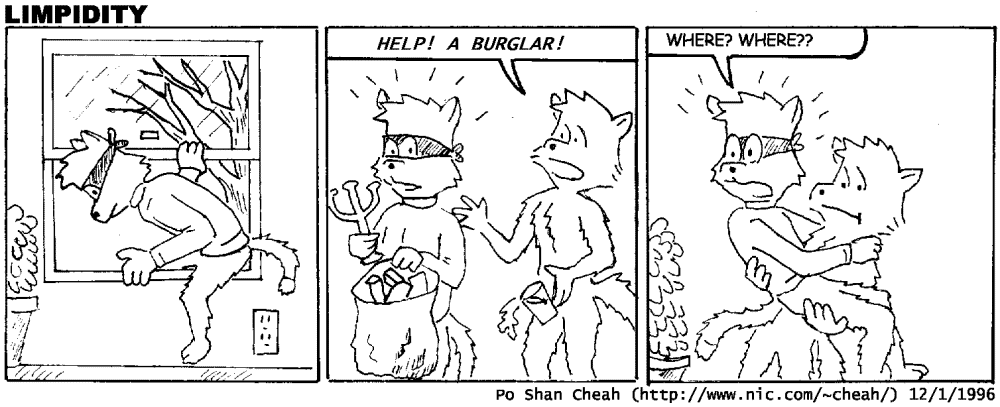 LIMPIDITY
HELP! A BURGLAR!
WHERE? WHERE??
Po Shan Cheah (http://www.nic.com/~cheah/) 12/1/1996